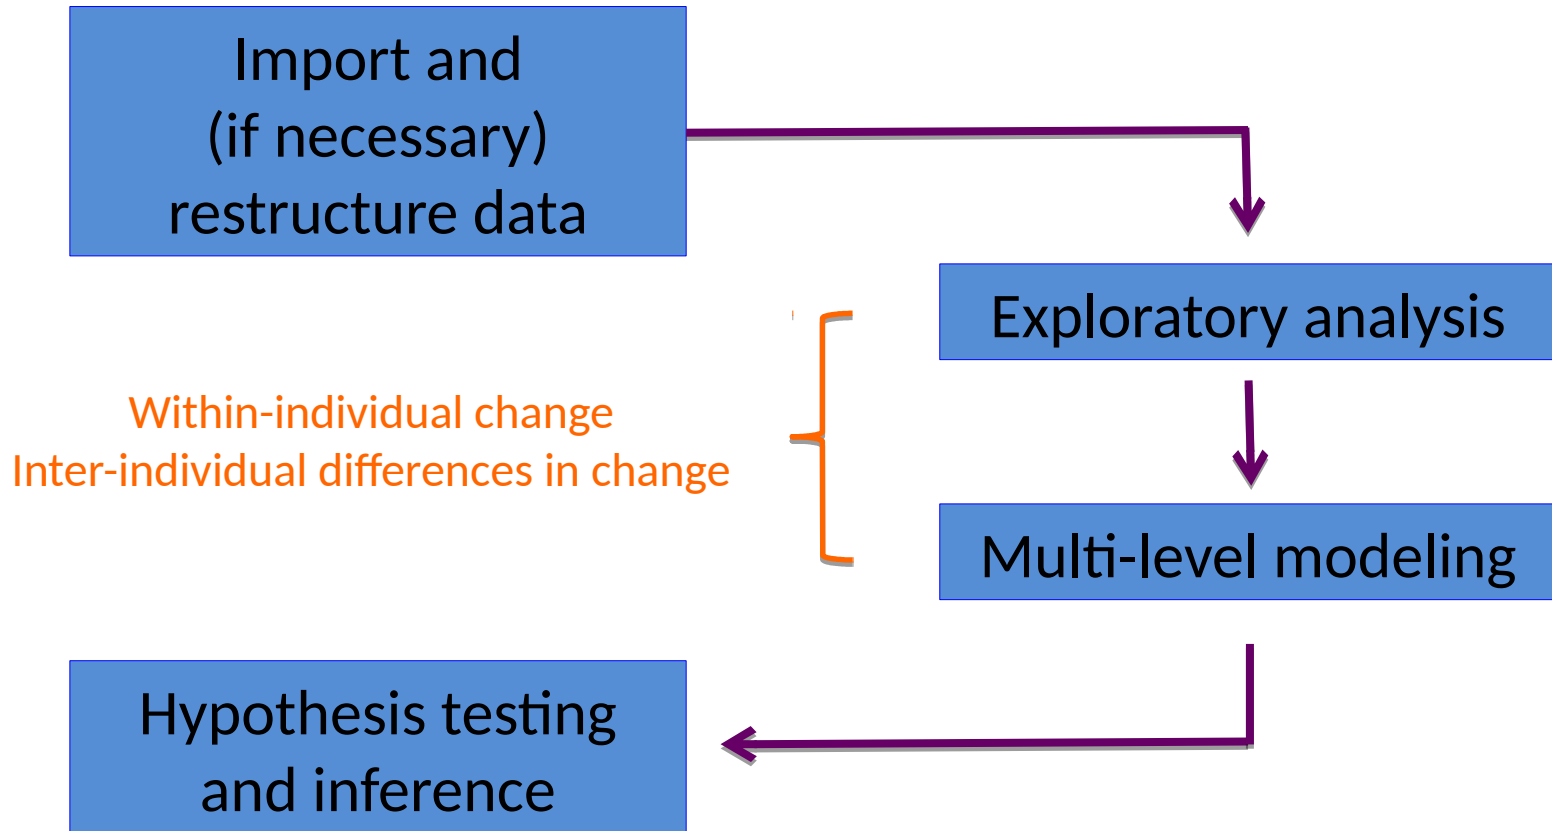 Import and
(if necessary)
restructure data
Exploratory analysis
Within-individual change
Inter-individual differences in change
Multi-level modeling
Hypothesis testing
and inference